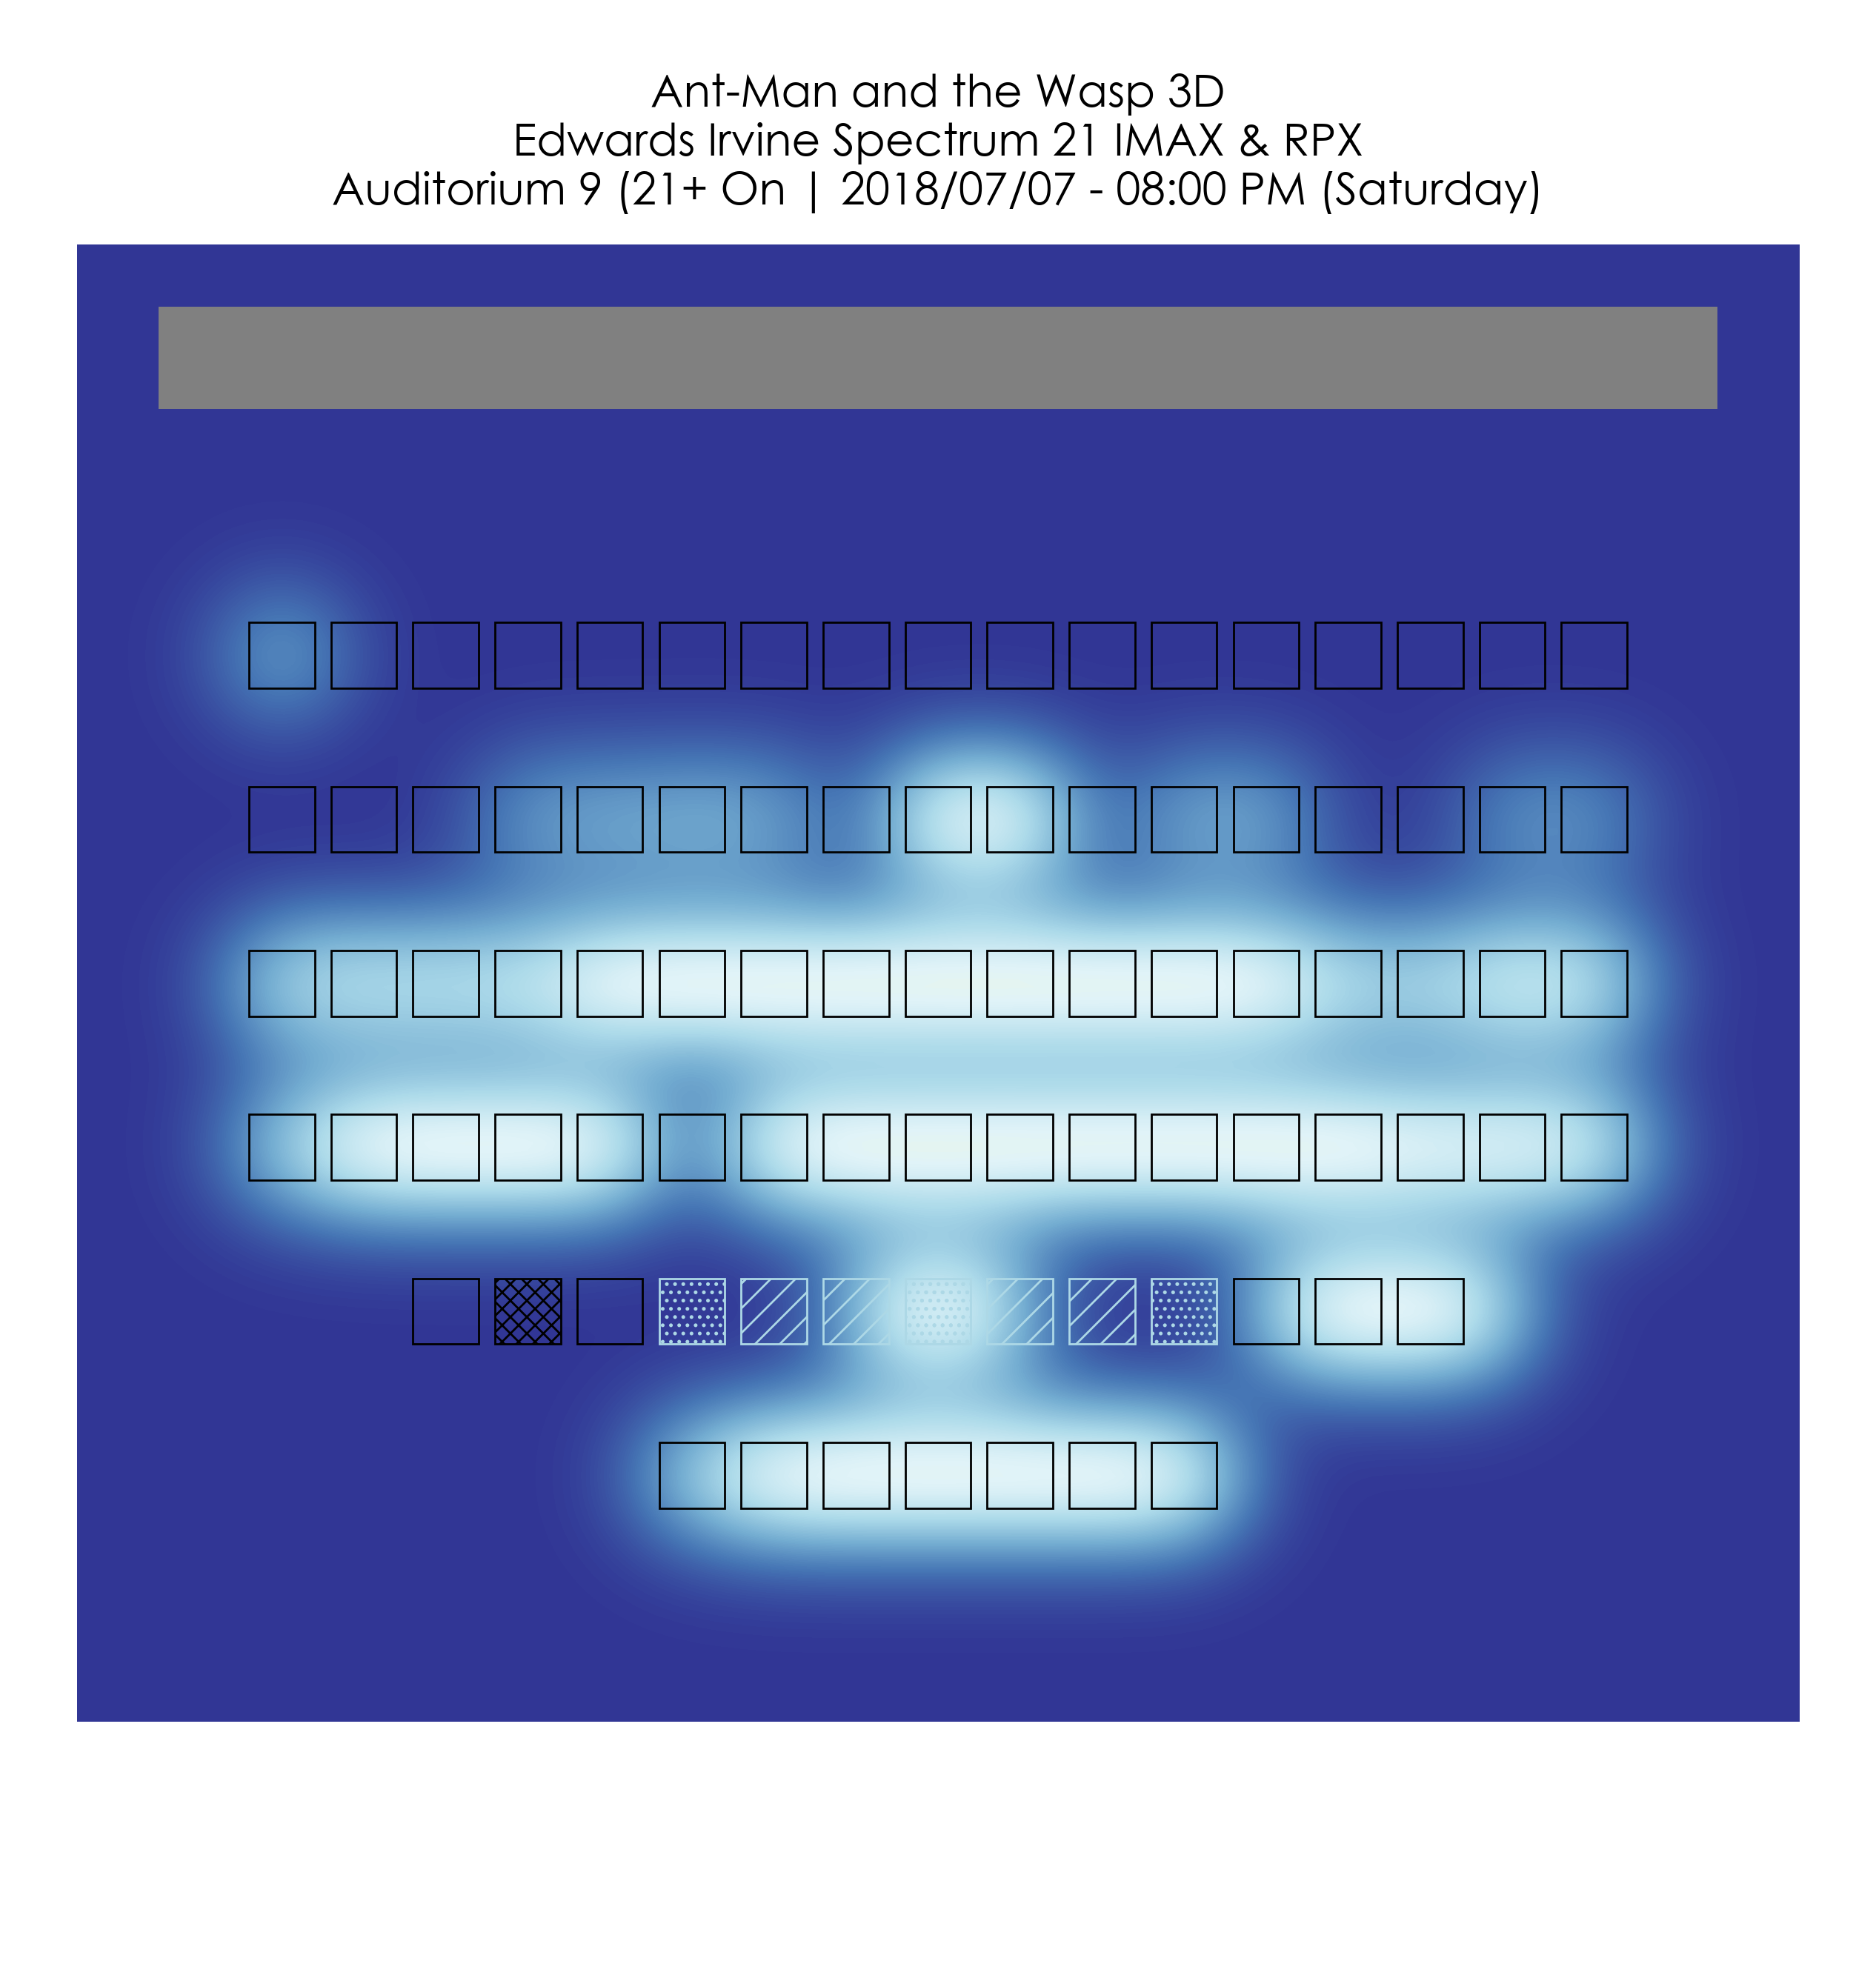 Ant-Man and the Wasp 3D
Edwards Irvine Spectrum 21 IMAX & RPX
Auditorium 9 (21+ On | 2018/07/07 - 08:00 PM (Saturday)